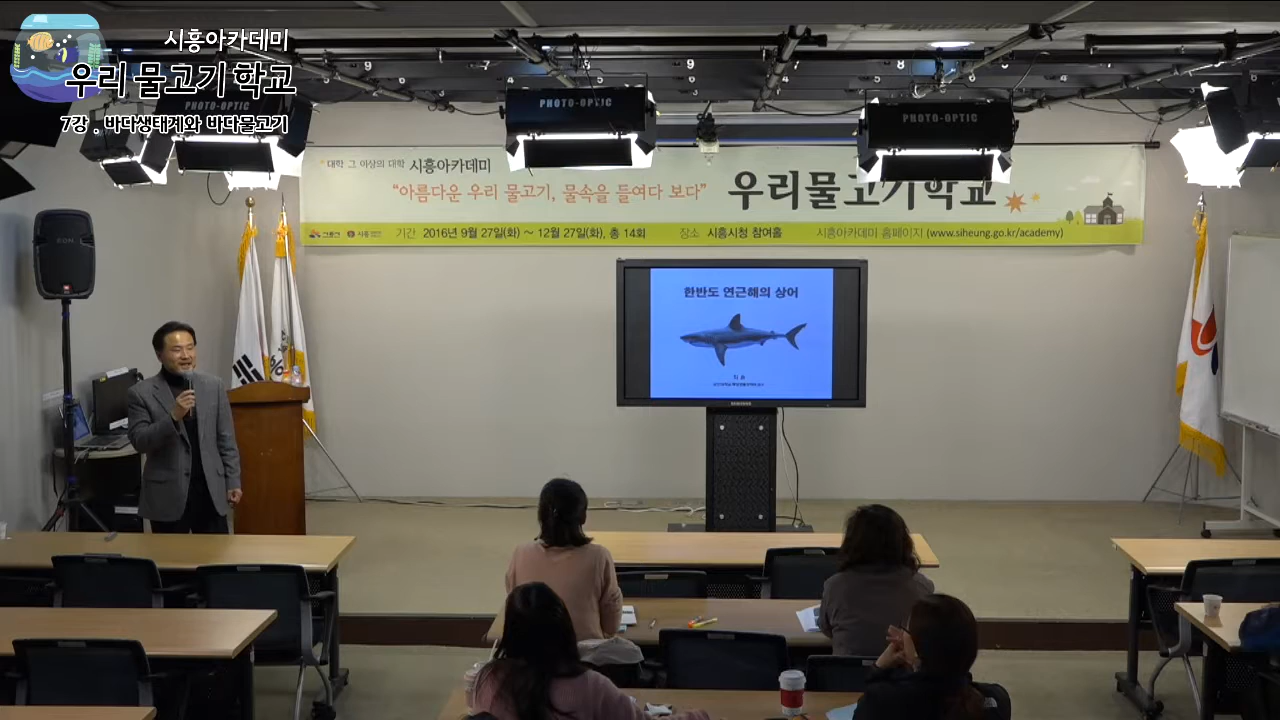 시흥아카데미
우리 물고기 학교
7강. 바다생태계와 바다물고기
PHOTO-OPTIC
PHOTO-OPTIC
PHOTO-OPTIC
대학 그 이상의 대학 시흥아카데미
“아름다운 우리 물고기, 물속을 들여다 보다”
우리물고기학교
기간 2016년 9월 27일(화) ~ 12월 27일(화), 총 14회
장소 시흥시청 참여홀
시흥아카데미 홈페이지 (www.siheung.go.kr/academy)
한반도 연근해의 상어
SAMSUNG